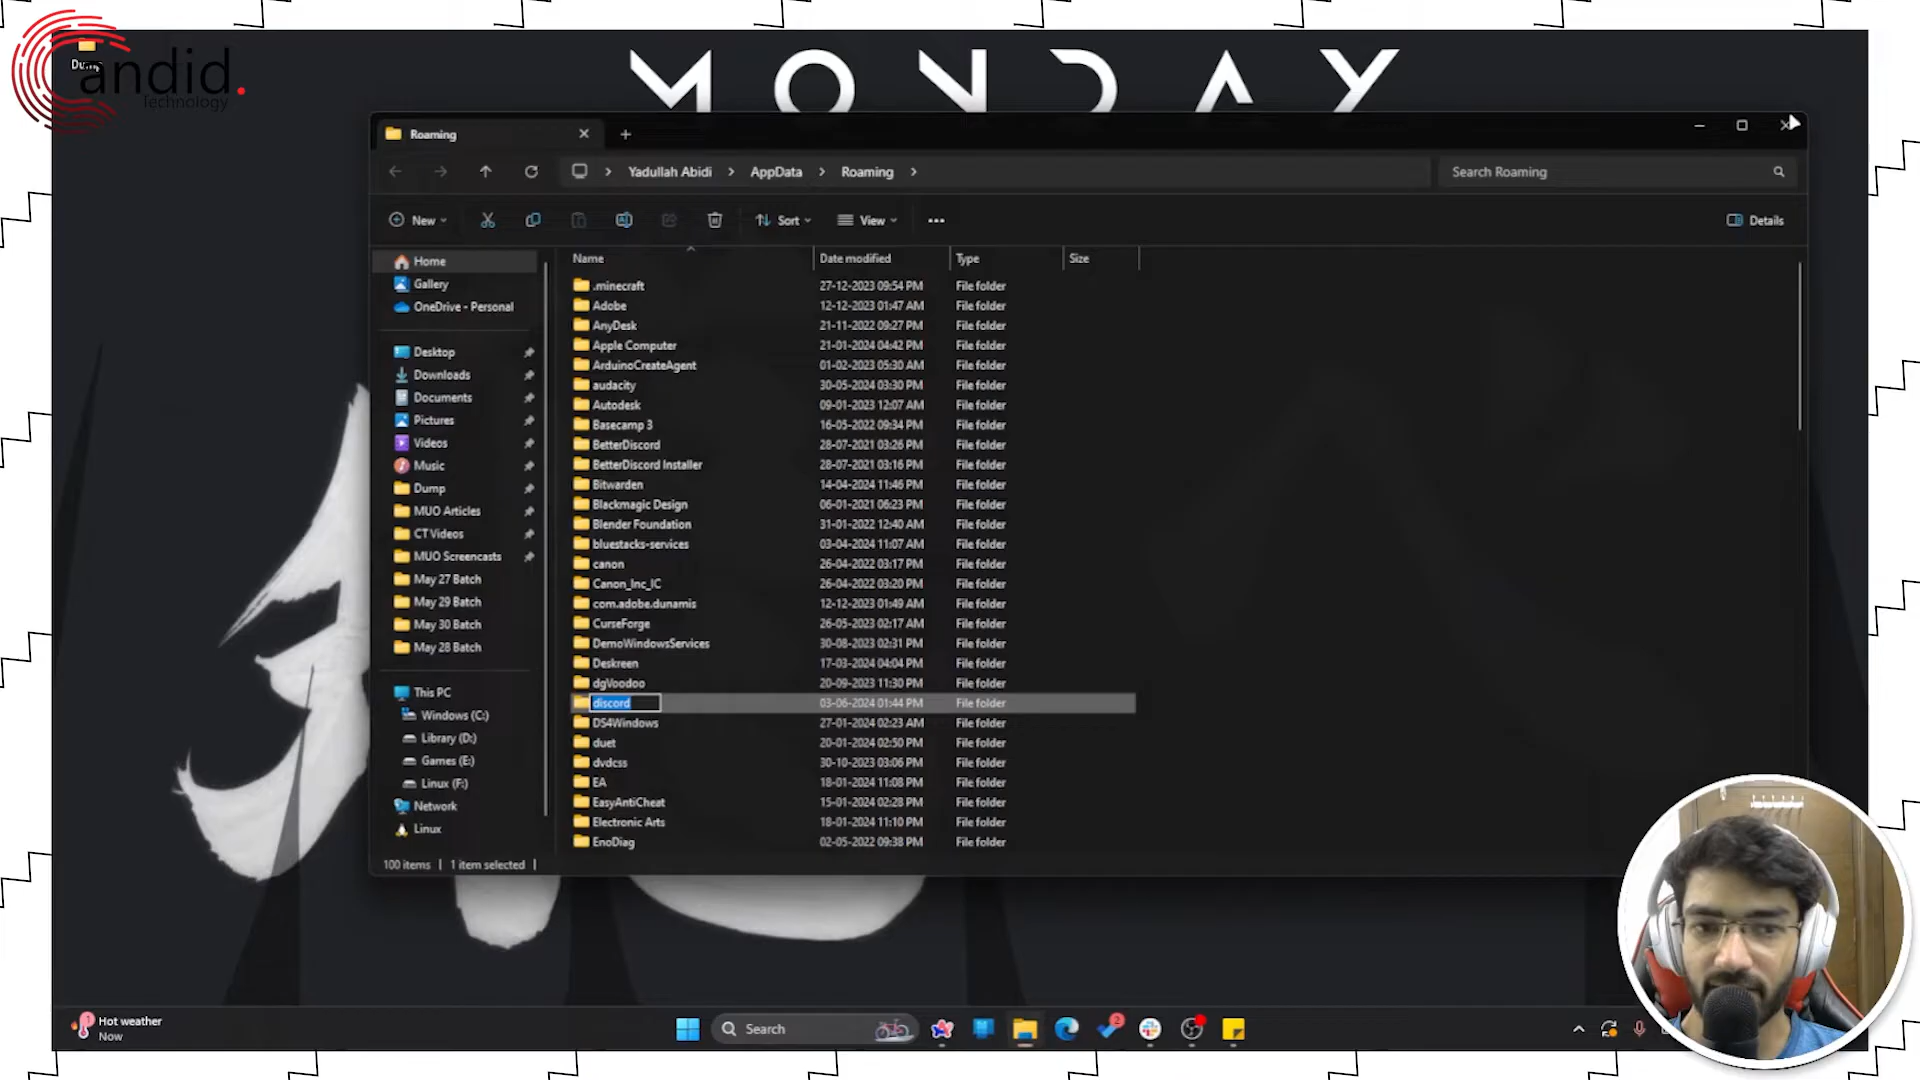 MONDAY
Candid.
Technology
Roaming
Yadullah Abidi
AppData
Roaming
Search Roaming
New
Sort
View
Details
Name
Date modified
Type
Size
Home
Gallery
OneDrive - Personal
Desktop
Downloads
Documents
Pictures
Videos
Music
Dump
MUO Articles
CT Videos
MUO Screencasts
May 27 Batch
May 29 Batch
May 30 Batch
May 28 Batch
This PC
Windows (C:)
Library (D:)
Games (E:)
Linux (F:)
Network
Linux
.minecraft 27-12-2023 09:54 PM File folder
Adobe 12-12-2023 01:47 AM File folder
AnyDesk 21-11-2022 09:27 PM File folder
Apple Computer 21-01-2024 04:42 PM File folder
ArduinoCreateAgent 01-02-2023 05:30 AM File folder
audacity 30-05-2024 03:30 PM File folder
Autodesk 09-01-2023 12:07 AM File folder
Basecamp 3 16-05-2022 09:34 PM File folder
BetterDiscord 28-07-2021 03:26 PM File folder
BetterDiscord Installer 28-07-2021 03:16 PM File folder
Bitwarden 14-04-2024 11:46 PM File folder
Blackmagic Design 06-01-2021 06:23 PM File folder
Blender Foundation 31-01-2022 12:40 AM File folder
bluestacks-services 03-04-2024 11:07 AM File folder
canon 26-04-2022 03:17 PM File folder
Canon_Inc_IC 26-04-2022 03:20 PM File folder
com.adobe.dunamis 12-12-2023 01:49 AM File folder
CurseForge 26-05-2023 02:17 AM File folder
DemoWindowsServices 30-08-2023 02:31 PM File folder
Deskreen 17-03-2024 04:04 PM File folder
dgVoodoo 20-09-2023 11:30 PM File folder
discord 03-06-2024 01:44 PM File folder
DS4Windows 27-01-2024 02:23 AM File folder
duet 20-01-2024 02:50 PM File folder
dvdcss 30-10-2023 03:06 PM File folder
EA 18-01-2024 11:08 PM File folder
EasyAntiCheat 15-01-2024 02:28 PM File folder
Electronic Arts 18-01-2024 11:10 PM File folder
EnoDiag 02-05-2022 09:38 PM File folder
100 items
1 item selected
Hot weather
Now
Search